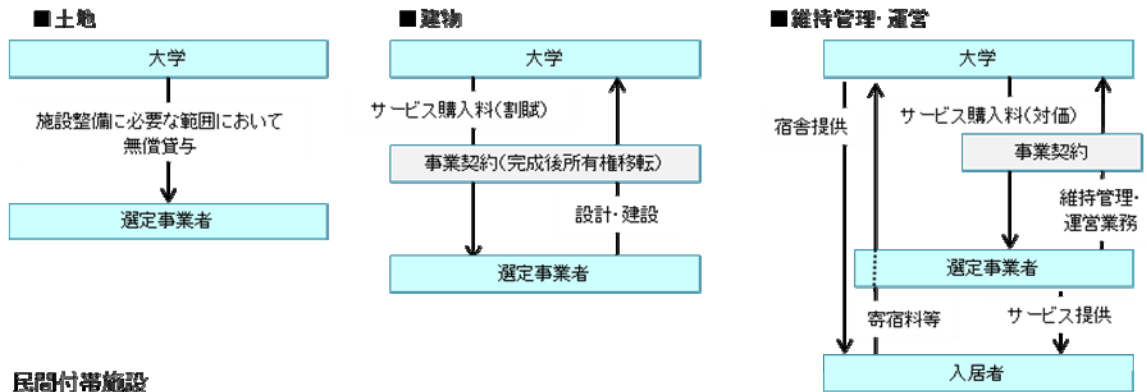 ■土地
大学
施設整備に必要な範囲において
無償貸与
選定事業者
■建物
大学
サービス購入料(割賦)
事業契約(完成後所有権移転)
設計・建設
選定事業者
■維持管理・運営
大学
宿舎提供
サービス購入料(対価)
事業契約
維持管理・
運営業務
選定事業者
寄宿料等
サービス提供
入居者
民間付帯施設